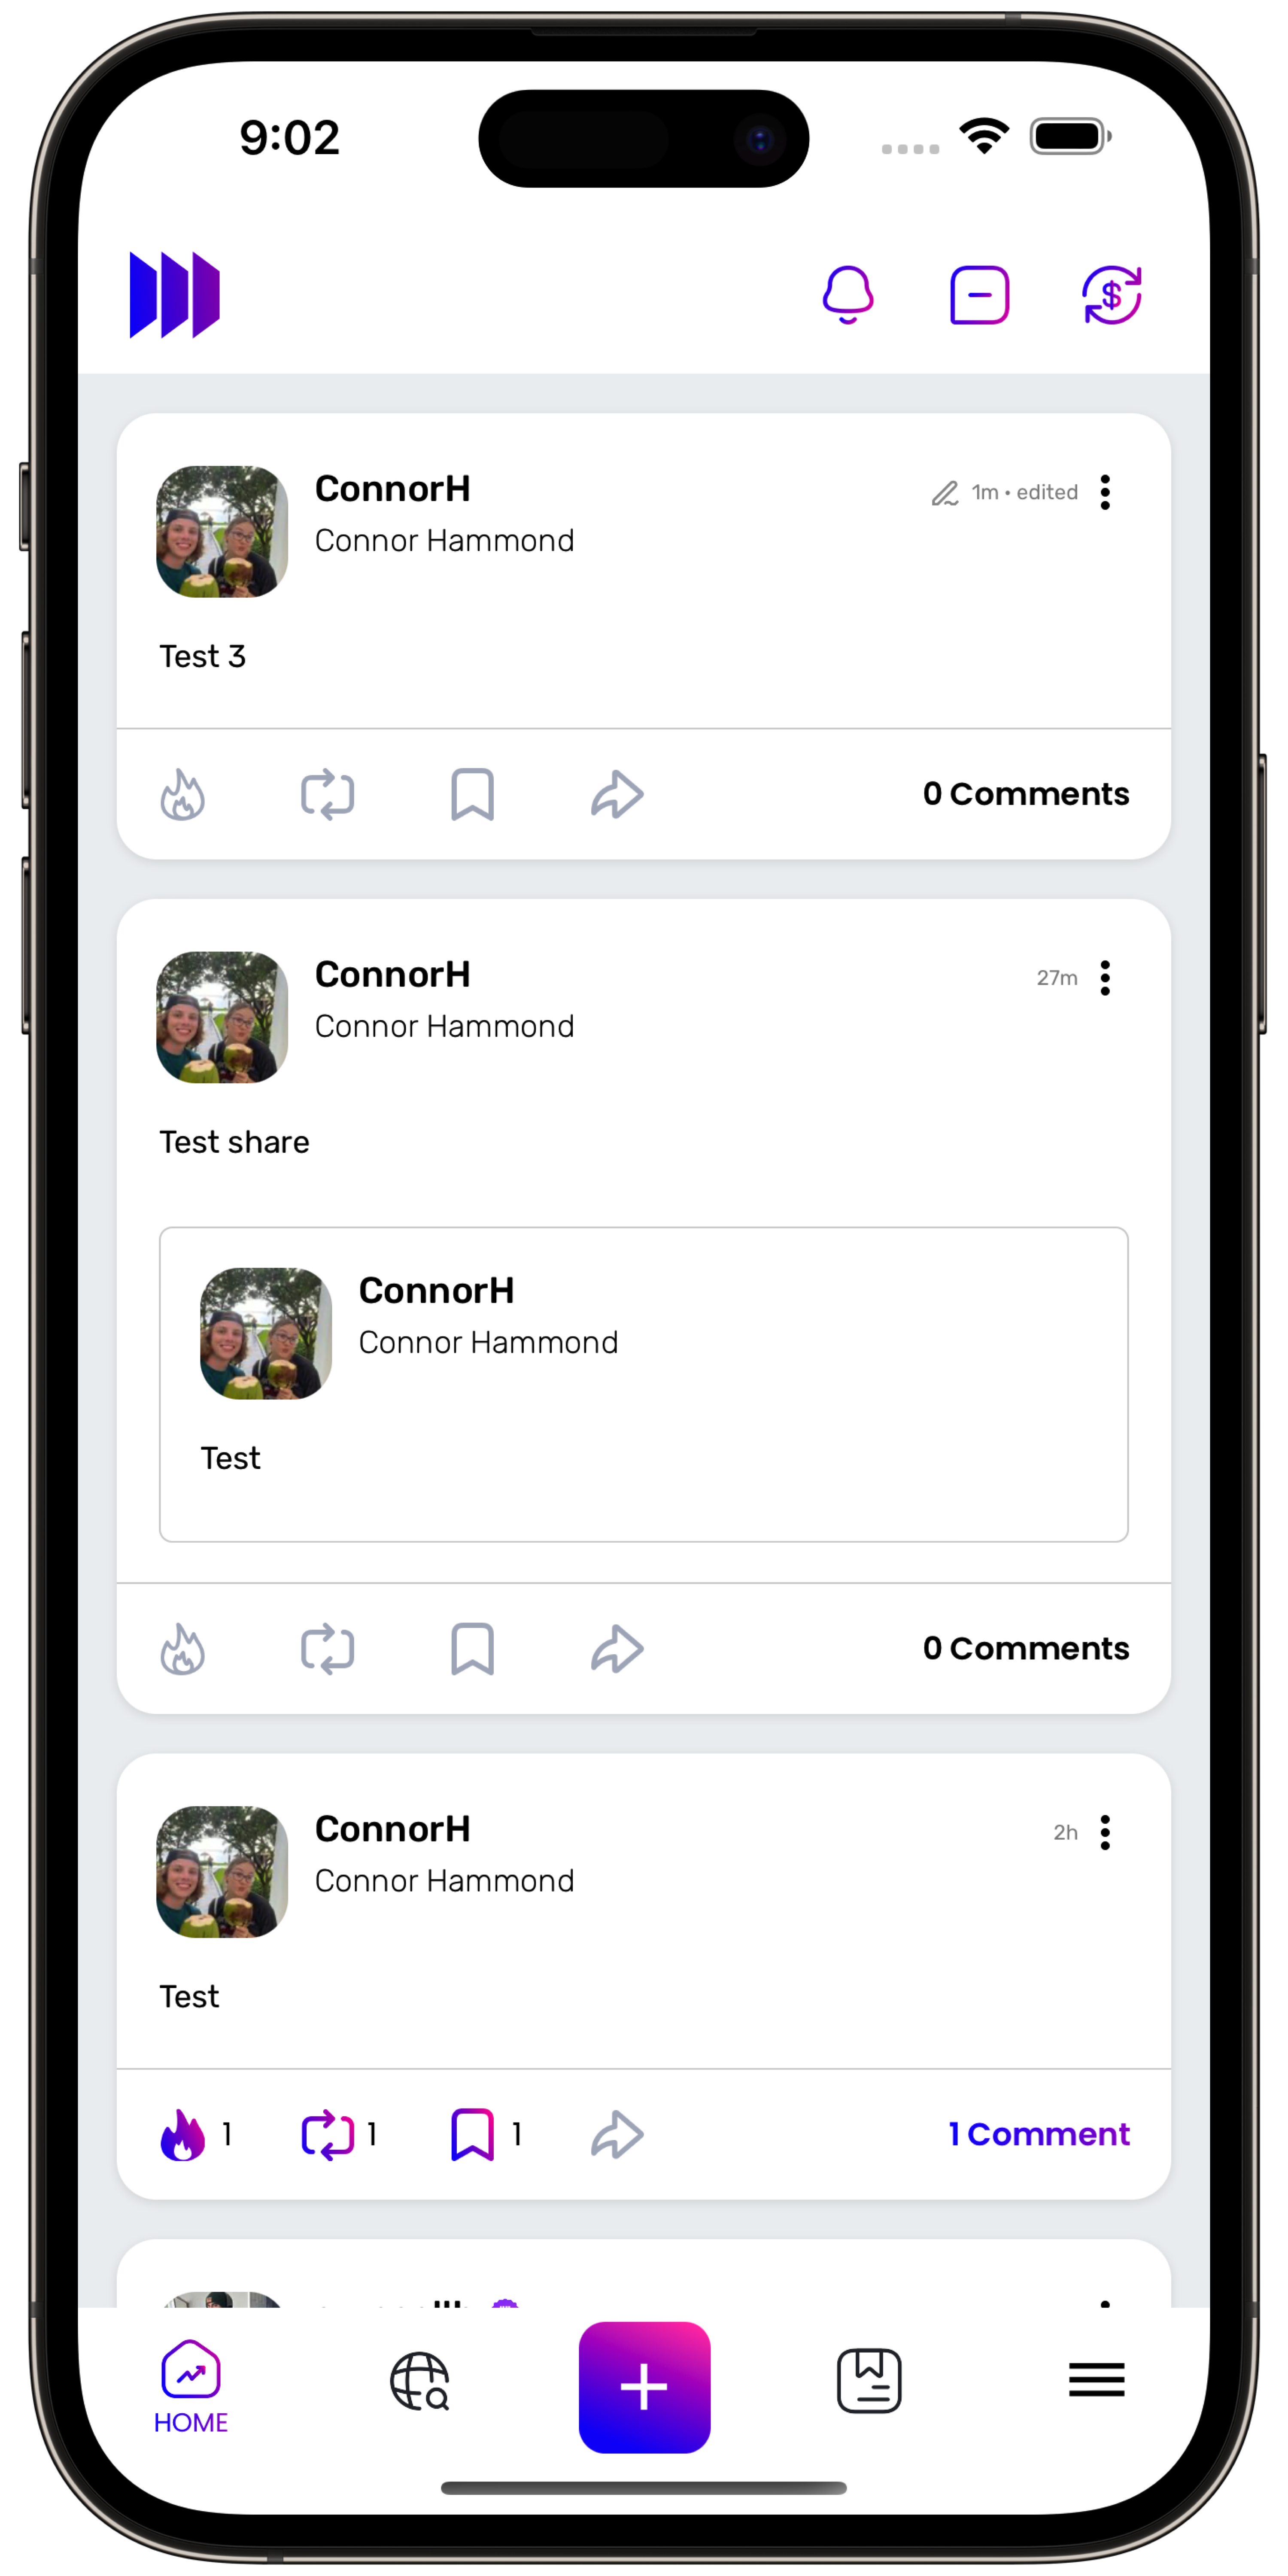 9:02
ConnorH
1m • edited
Connor Hammond
Test 3
0 Comments
ConnorH
27m
Connor Hammond
Test share
ConnorH
Connor Hammond
Test
0 Comments
ConnorH
2h
Connor Hammond
Test
1
1
1
1 Comment
HOME